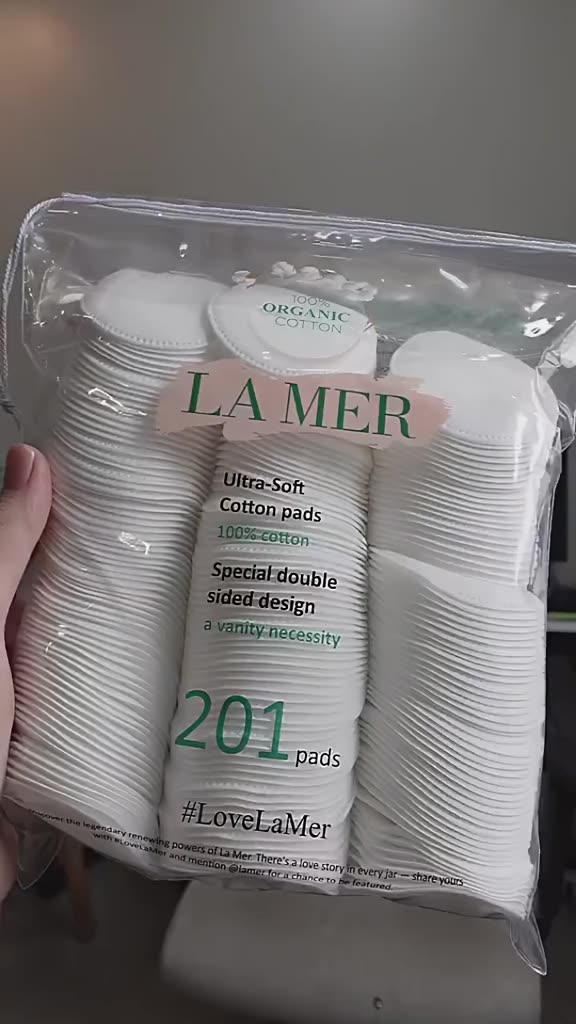 100%
ORGANIC
COTTON
LA MER
Ultra-Soft
Cotton pads
100% cotton
Special double
sided design
a vanity necessity
201 pads
#LoveLaMer
the legendary renewing powers of La Mer. There's a love story in every jar — share yours
with #LoveLaMer and mention @lamer for a chance to be featured.